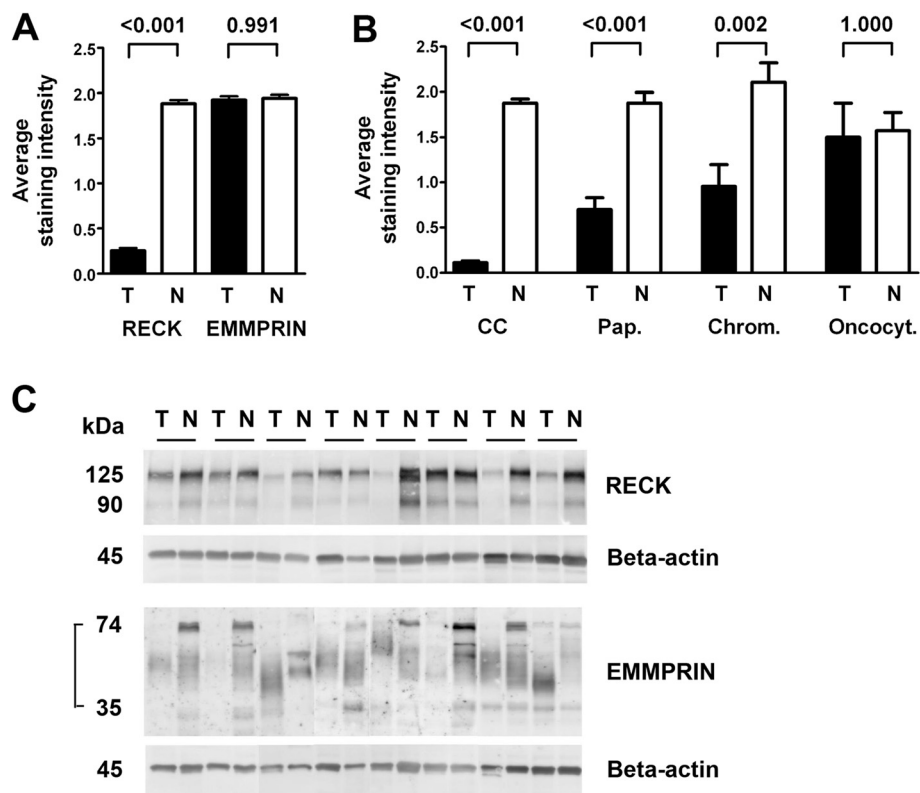 A
<0.001 0.991
Average
staining intensity
2.5
2.0
1.5
1.0
0.5
0.0
T N T N
RECK EMMPRIN
B
<0.001 <0.001 0.002 1.000
Average
staining intensity
2.5
2.0
1.5
1.0
0.5
0.0
T N T N T N T N
CC Pap. Chrom. Oncocyt.
C
kDa T N T N T N T N T N T N T N T N
125
90
RECK
45 Beta-actin
74
35
EMMPRIN
45 Beta-actin